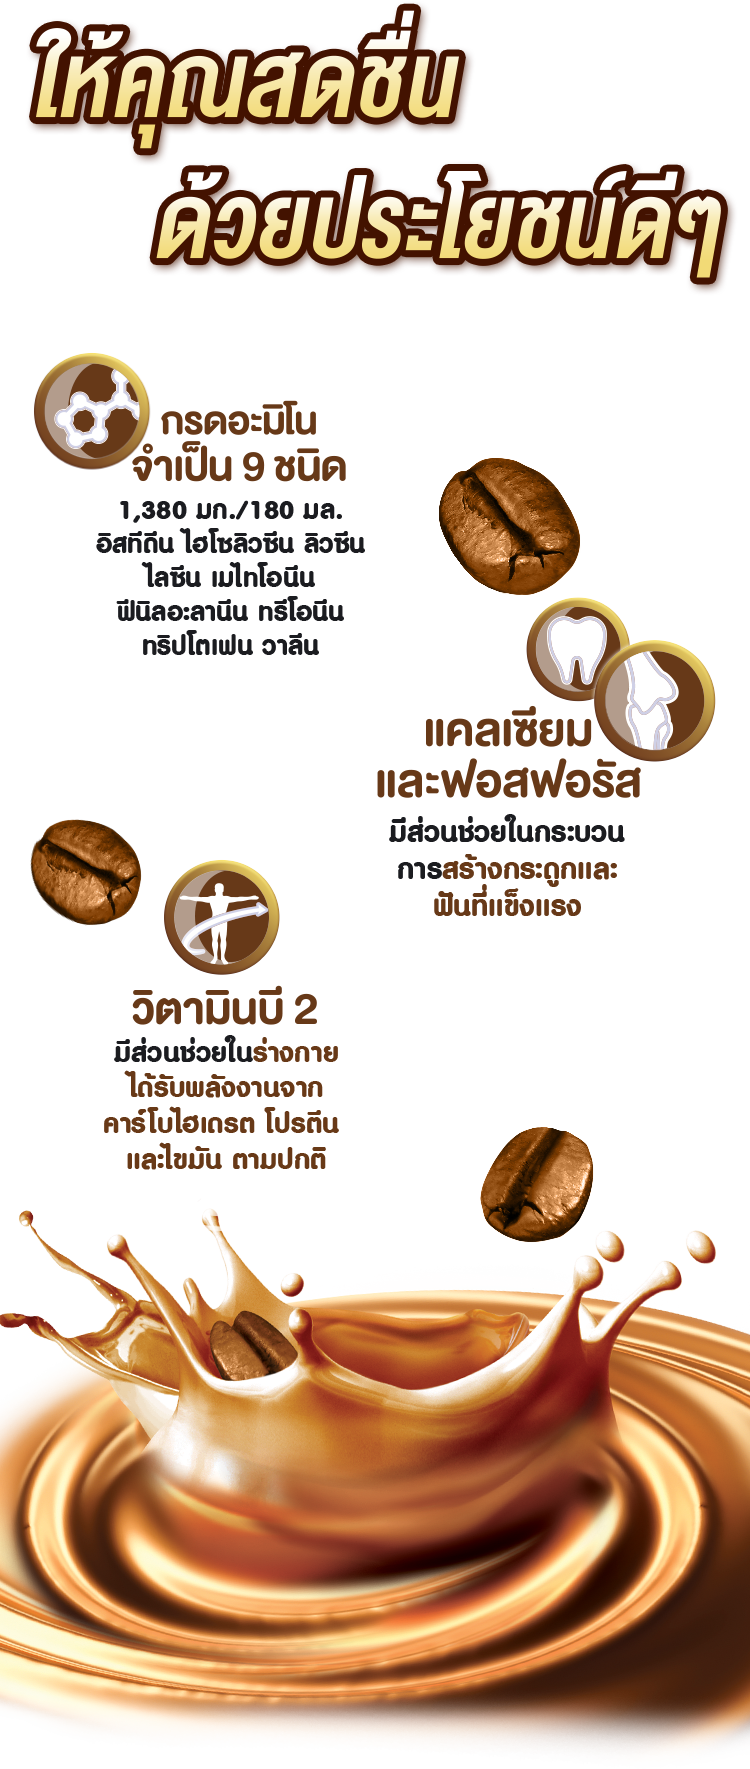 ให้คุณสดชื่น
ด้วยประโยชน์ดีๆ
กรดอะมิโน
จำเป็น 9 ชนิด
1,380 มก./180 มล.
ฮิสทีดีน ไอโซลิวซีน ลิวซีน
ไลซีน เมไทโอนีน
ฟีนิลอะลานีน ทรีโอนีน
ทริปโตเฟน วาลีน
แคลเซียม
และฟอสฟอรัส
มีส่วนช่วยในกระบวน
การสร้างกระดูกและ
ฟันที่แข็งแรง
วิตามินบี 2
มีส่วนช่วยในร่างกาย
ได้รับพลังงานจาก
คาร์โบไฮเดรต โปรตีน
และไขมัน ตามปกติ